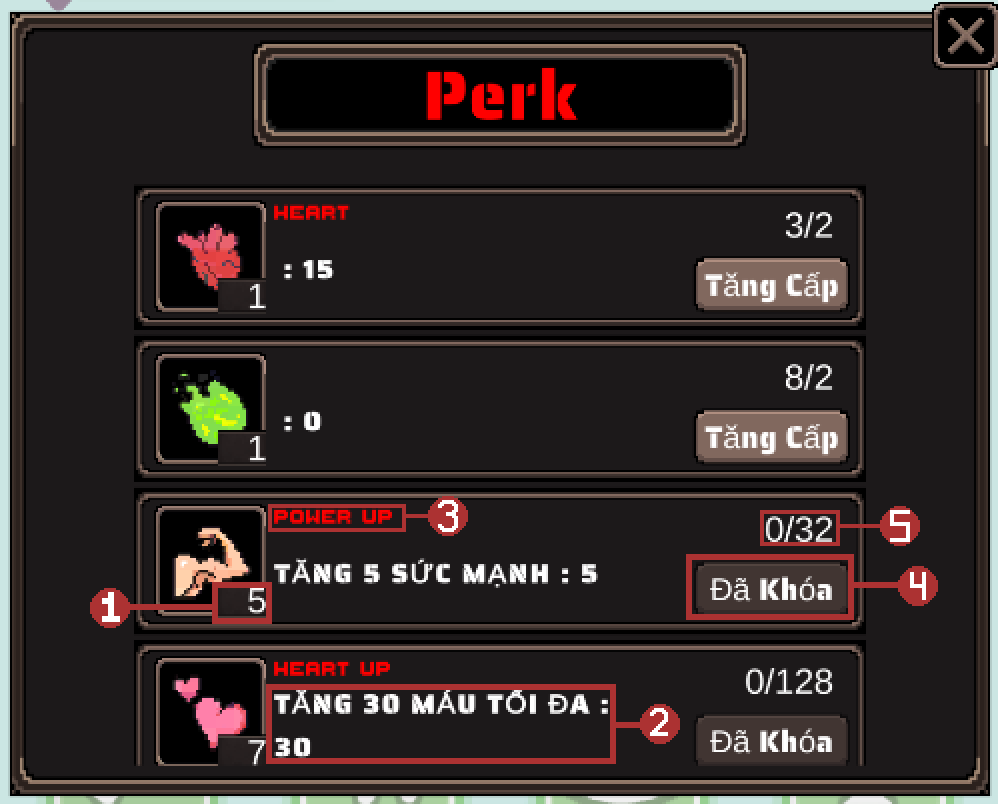 Perk
HEART
3/2
: 15
Tăng Cấp
1
8/2
: 0
Tăng Cấp
1
POWER UP
3
0/32
5
TĂNG 5 SỨC MẠNH : 5
Đã Khóa
4
1
5
HEART UP
0/128
TĂNG 30 MÁU TỐI ĐA :
30
2
Đã Khóa
7